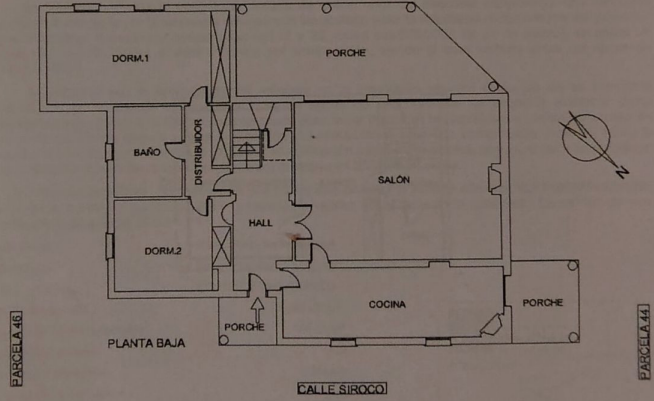 PORCHE
DORM.1
BAÑO
DISTRIBUIDOR
SALÓN
HALL
DORM.2
COCINA
PORCHE
PORCHE
PLANTA BAJA
PARCELA 46
PARCELA 44
CALLE SIROCO
N